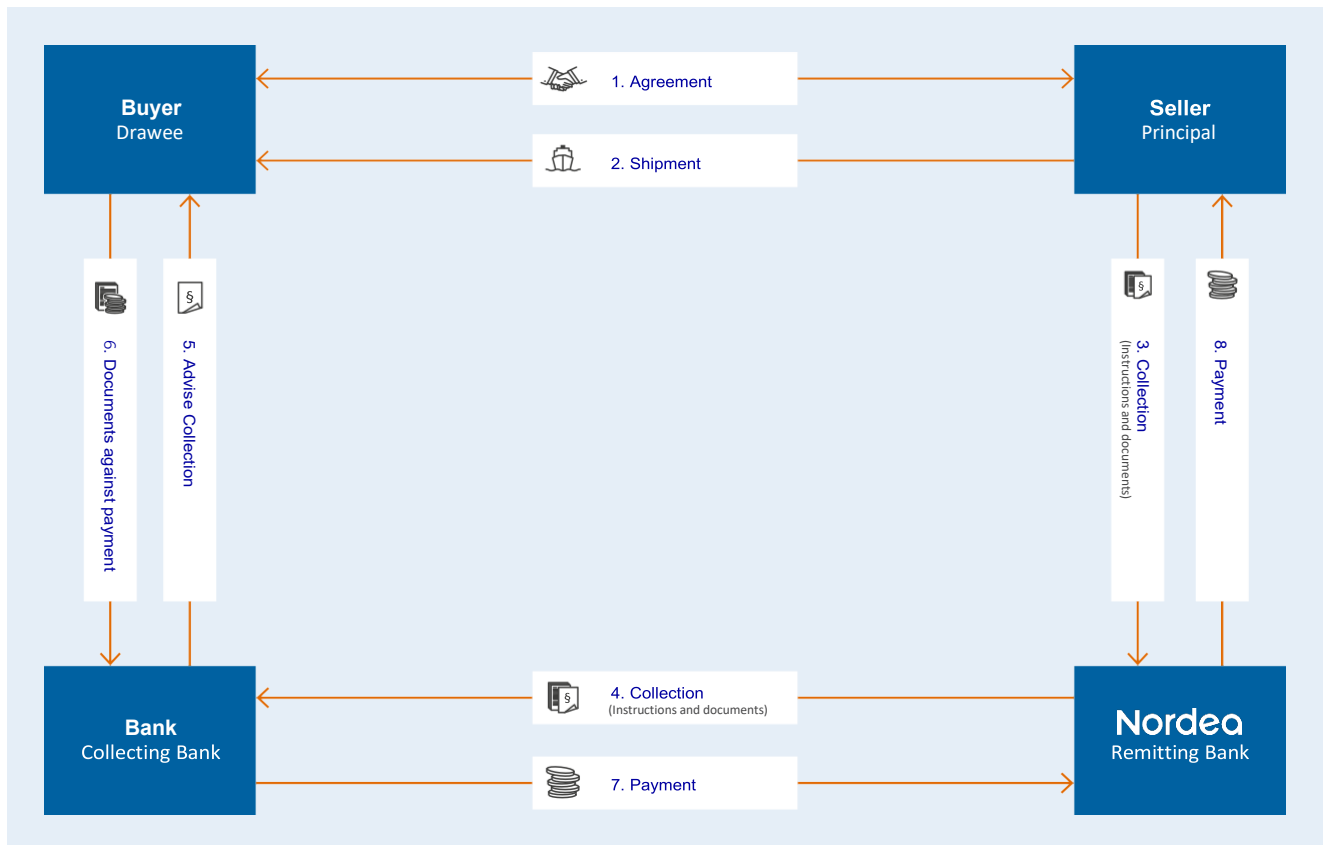 1. Agreement
Buyer
Drawee
Seller
Principal
2. Shipment
6. Documents against payment
§
5. Advise Collection
§
3. Collection
(Instructions and documents)
8. Payment
§
4. Collection
(Instructions and documents)
Bank
Collecting Bank
Nordea
Remitting Bank
7. Payment